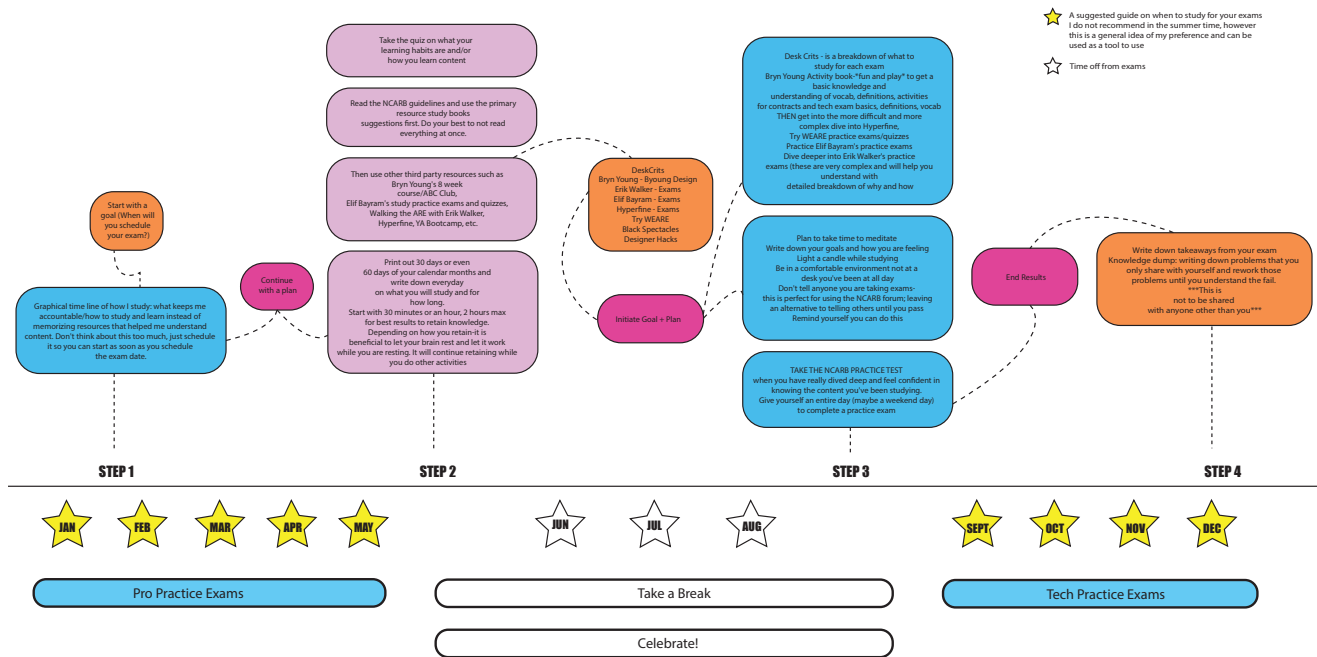 A suggested guide on when to study for your exams
I do not recommend in the summer time, however
this is a general idea of my preference and can be
used as a tool to use
Time off from exams
Start with a
goal (When will
you schedule
your exam?)
Graphical time line of how I study: what keeps me
accountable/how to study and learn instead of
memorizing resources that helped me understand
content. Don't think about this too much, just schedule
it so you can start as soon as you schedule
the exam date.
Continue
with a plan
Take the quiz on what your
learning habits are and/or
how you learn content
Read the NCARB guidelines and use the primary
resource study books
suggestions first. Do your best to not read
everything at once.
Then use other third party resources such as
Bryn Young's 8 week
course/ABC Club,
Elif Bayram's study practice exams and quizzes,
Walking the ARE with Erik Walker,
Hyperfine, YA Bootcamp, etc.
Print out 30 days or even
60 days of your calendar months and
write down everyday
on what you will study and for
how long.
Start with 30 minutes or an hour, 2 hours max
for best results to retain knowledge.
Depending on how you retain-it is
beneficial to let your brain rest and let it work
while you are resting. It will continue retaining while
you do other activities
DeskCrits
Bryn Young - Byoung Design
Erik Walker - Exams
Elif Bayram - Exams
Hyperfine - Exams
Try WEARE
Black Spectacles
Designer Hacks
Initiate Goal + Plan
Desk Crits - is a breakdown of what to
study for each exam
Bryn Young Activity book-*fun and play* to get a
basic knowledge and
understanding of vocab, definitions, activities
for contracts and tech exam basics, definitions, vocab
THEN get into the more difficult and more
complex dive into Hyperfine,
Try WEARE practice exams/quizzes
Practice Elif Bayram's practice exams
Dive deeper into Erik Walker's practice
exams (these are very complex and will help you
understand with
detailed breakdown of why and how
Plan to take time to meditate
Write down your goals and how you are feeling
Light a candle while studying
Be in a comfortable environment not at a
desk you've been at all day
Don't tell anyone you are taking exams-
this is perfect for using the NCARB forum; leaving
an alternative to telling others until you pass
Remind yourself you can do this
TAKE THE NCARB PRACTICE TEST
when you have really dived deep and feel confident in
knowing the content you've been studying.
Give yourself an entire day (maybe a weekend day)
to complete a practice exam
End Results
Write down takeaways from your exam
Knowledge dump: writing down problems that you
only share with yourself and rework those
problems until you understand the fail.
***This is
not to be shared
with anyone other than you***
STEP 1
STEP 2
STEP 3
STEP 4
JAN
FEB
MAR
APR
MAY
JUN
JUL
AUG
SEPT
OCT
NOV
DEC
Pro Practice Exams
Take a Break
Tech Practice Exams
Celebrate!